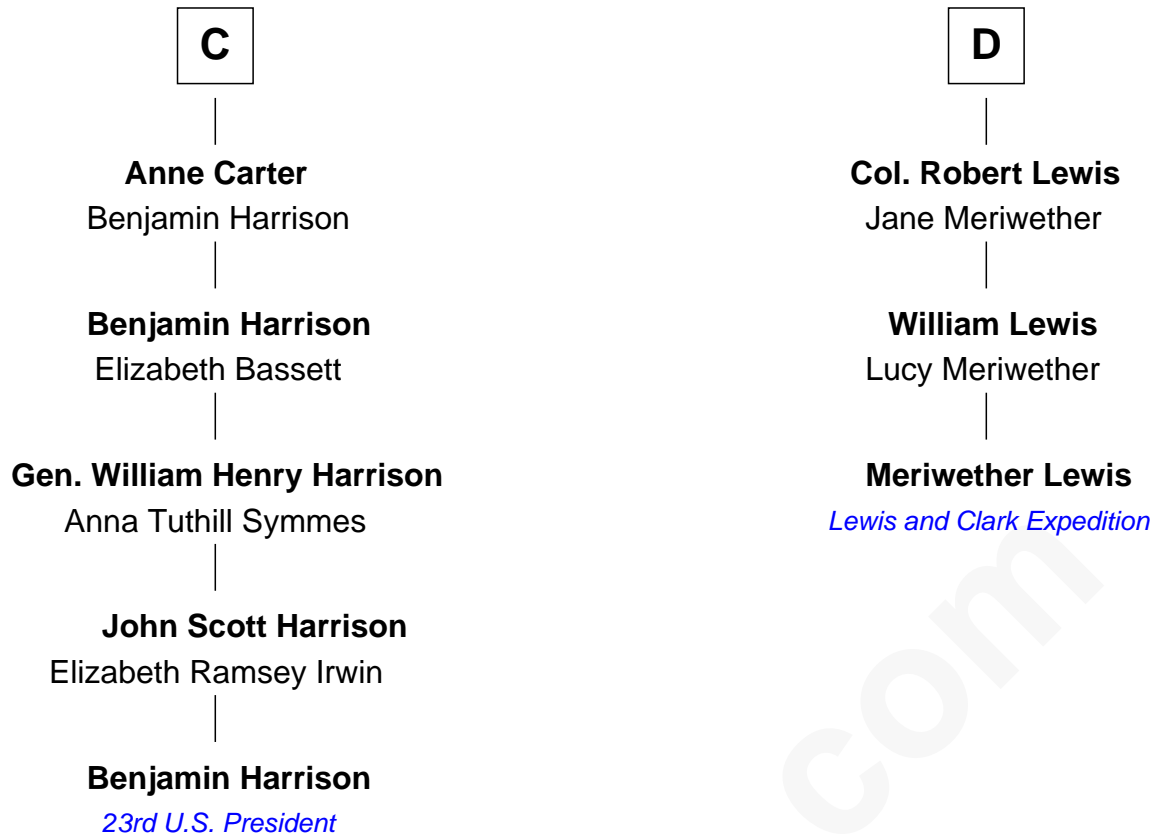 C
Anne Carter
Benjamin Harrison
Benjamin Harrison
Elizabeth Bassett
Gen. William Henry Harrison
Anna Tuthill Symmes
John Scott Harrison
Elizabeth Ramsey Irwin
Benjamin Harrison
23rd U.S. President
D
Col. Robert Lewis
Jane Meriwether
William Lewis
Lucy Meriwether
Meriwether Lewis
Lewis and Clark Expedition
com